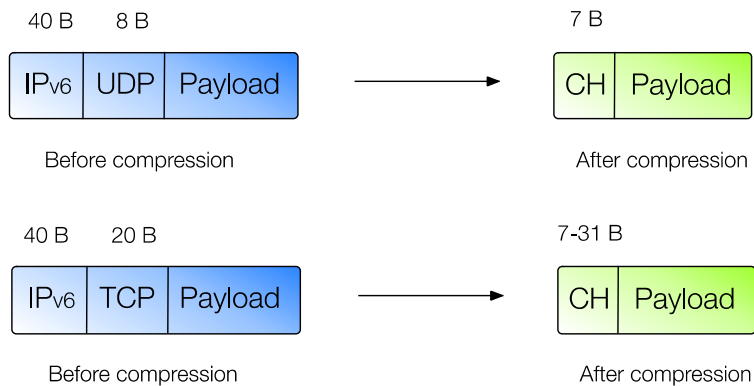 40 B 8 B 7 B
IPv6 UDP Payload CH Payload
Before compression After compression
40 B 20 B 7-31 B
IPv6 TCP Payload CH Payload
Before compression After compression